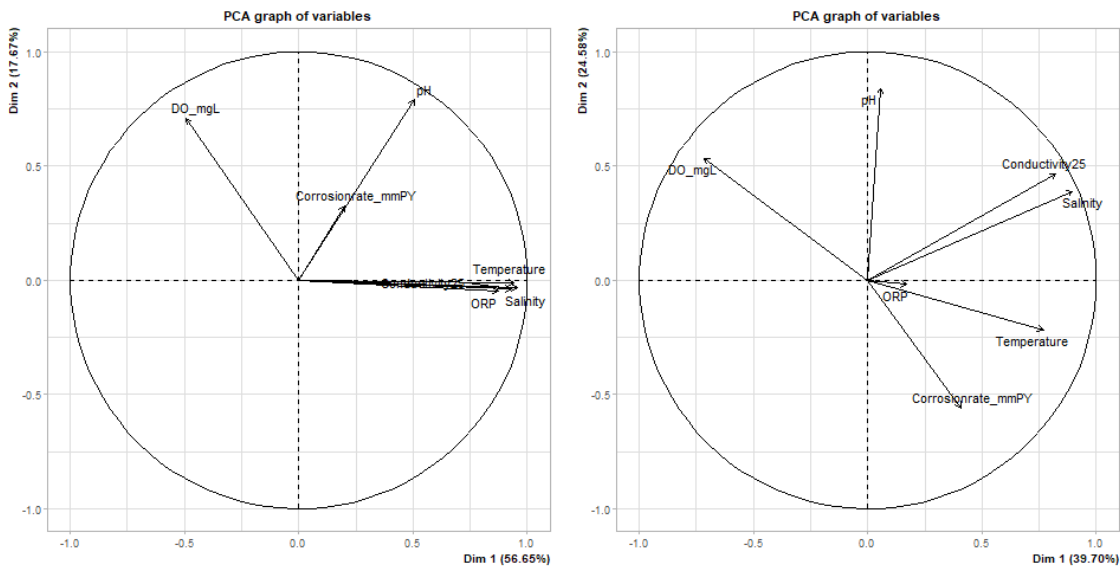 PCA graph of variables
Dim 2 (17.67%)
1.0
0.5
0.0
-0.5
-1.0
DO_mgL
pH
Corrosionrate_mmPY
Temperature
ORP
Salinity
-1.0
-0.5
0.0
0.5
1.0
Dim 1 (56.65%)
PCA graph of variables
Dim 2 (24.58%)
1.0
0.5
0.0
-0.5
-1.0
pH
DO_mgL
Conductivity25
Salinity
ORP
Temperature
Corrosionrate_mmPY
-1.0
-0.5
0.0
0.5
1.0
Dim 1 (39.70%)